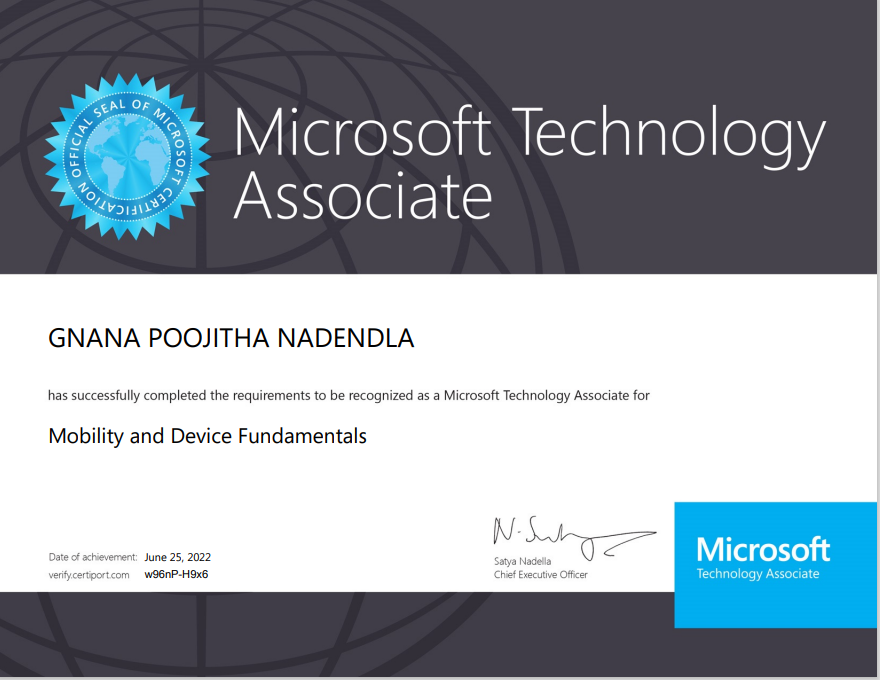 OFFICIAL SEAL OF MICROSOFT CERTIFICATION
Microsoft Technology
Associate
GNANA POOJITHA NADENDLA
has successfully completed the requirements to be recognized as a Microsoft Technology Associate for
Mobility and Device Fundamentals
Date of achievement: June 25, 2022
verify.certiport.com w96nP-H9x6
Satya Nadella
Chief Executive Officer
Microsoft
Technology Associate